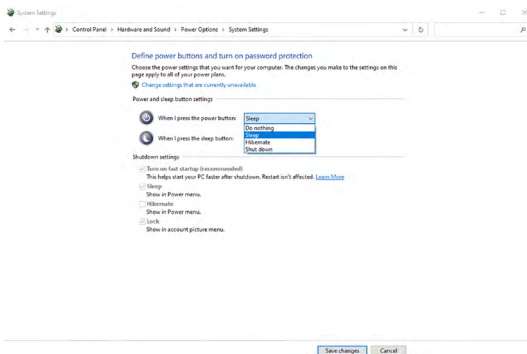 System Settings
Control Panel > Hardware and Sound > Power Options > System Settings
Define power buttons and turn on password protection
Choose the power settings that you want for your computer. The changes you make to the settings on this
page apply to all of your power plans.
Change settings that are currently unavailable
Power and sleep button settings
When I press the power button: Sleep
Do nothing
Sleep
When I press the sleep button: Hibernate
Shut down
Shutdown settings
Turn on fast startup (recommended)
This helps start your PC faster after shutdown. Restart isn't affected. Learn More
Sleep
Show in Power menu.
Hibernate
Show in Power menu.
Lock
Show in account picture menu.
Save changes Cancel